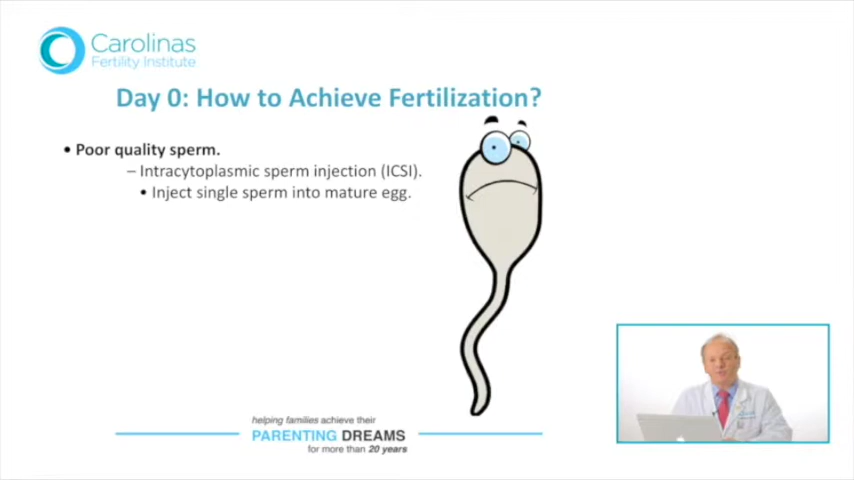 Carolinas
Fertility Institute
Day 0: How to Achieve Fertilization?
• Poor quality sperm.
– Intracytoplasmic sperm injection (ICSI).
• Inject single sperm into mature egg.
helping families achieve their
PARENTING DREAMS
for more than 20 years